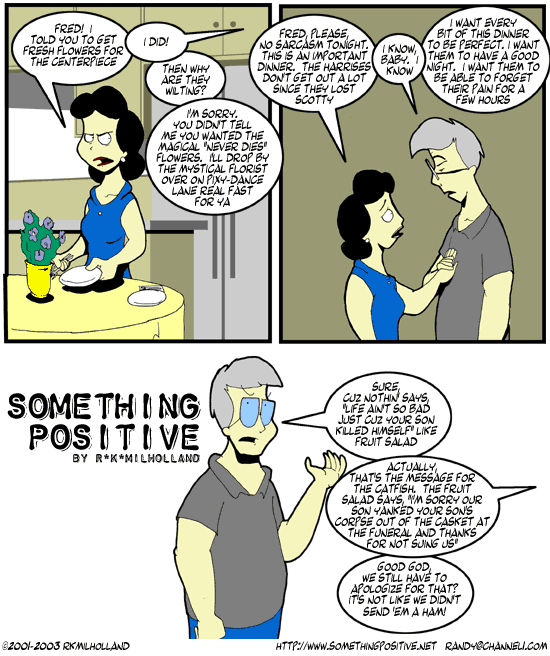 FRED! I
TOLD YOU TO GET
FRESH FLOWERS FOR
THE CENTERPIECE
I DID!
THEN WHY
ARE THEY
WILTING?
I'M SORRY.
YOU DIDN'T TELL
ME YOU WANTED THE
MAGICAL "NEVER DIES"
FLOWERS. I'LL DROP BY
THE MYSTICAL FLORIST
OVER ON PIXY-DANCE
LANE REAL FAST
FOR YA
FRED, PLEASE,
NO SARCASM TONIGHT.
THIS IS AN IMPORTANT
DINNER. THE HARRISES
DON'T GET OUT A LOT
SINCE THEY LOST
SCOTTY
I KNOW,
BABY. I
KNOW
I WANT EVERY
BIT OF THIS DINNER
TO BE PERFECT. I WANT
THEM TO HAVE A GOOD
NIGHT. I WANT THEM TO
BE ABLE TO FORGET
THEIR PAIN FOR A
FEW HOURS
SOMETHING
POSITIVE
BY R*K*MILHOLLAND
SURE,
CUZ NOTHIN' SAYS,
"LIFE AIN'T SO BAD
JUST CUZ YOUR SON
KILLED HIMSELF" LIKE
FRUIT SALAD
ACTUALLY,
THAT'S THE MESSAGE FOR
THE CATFISH. THE FRUIT
SALAD SAYS, "I'M SORRY OUR
SON YANKED YOUR SON'S
CORPSE OUT OF THE CASKET AT
THE FUNERAL AND THANKS
FOR NOT SUING US"
GOOD GOD,
WE STILL HAVE TO
APOLOGIZE FOR THAT?
IT'S NOT LIKE WE DIDN'T
SEND 'EM A HAM!
©2001-2003 RKMILHOLLAND
HTTP://WWW.SOMETHINGPOSITIVE.NET RANDY@CHANNEL1.COM